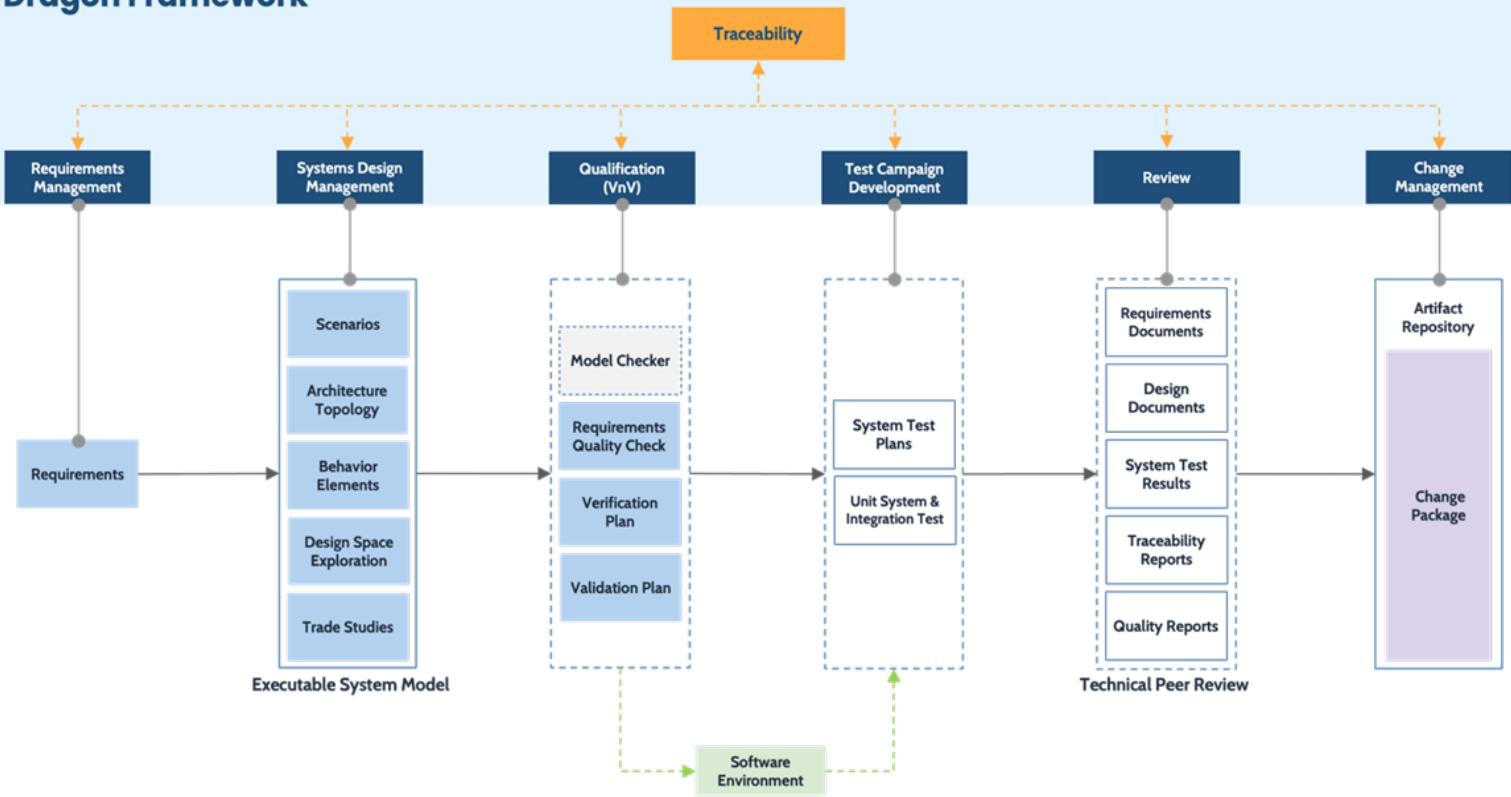 Dragon Framework
Traceability
Requirements
Management
Systems Design
Management
Qualification
(VnV)
Test Campaign
Development
Review
Change
Management
Requirements
Scenarios
Architecture
Topology
Behavior
Elements
Design Space
Exploration
Trade Studies
Executable System Model
Model Checker
Requirements
Quality Check
Verification
Plan
Validation Plan
System Test
Plans
Unit System &
Integration Test
Requirements
Documents
Design
Documents
System Test
Results
Traceability
Reports
Quality Reports
Technical Peer Review
Artifact
Repository
Change
Package
Software
Environment